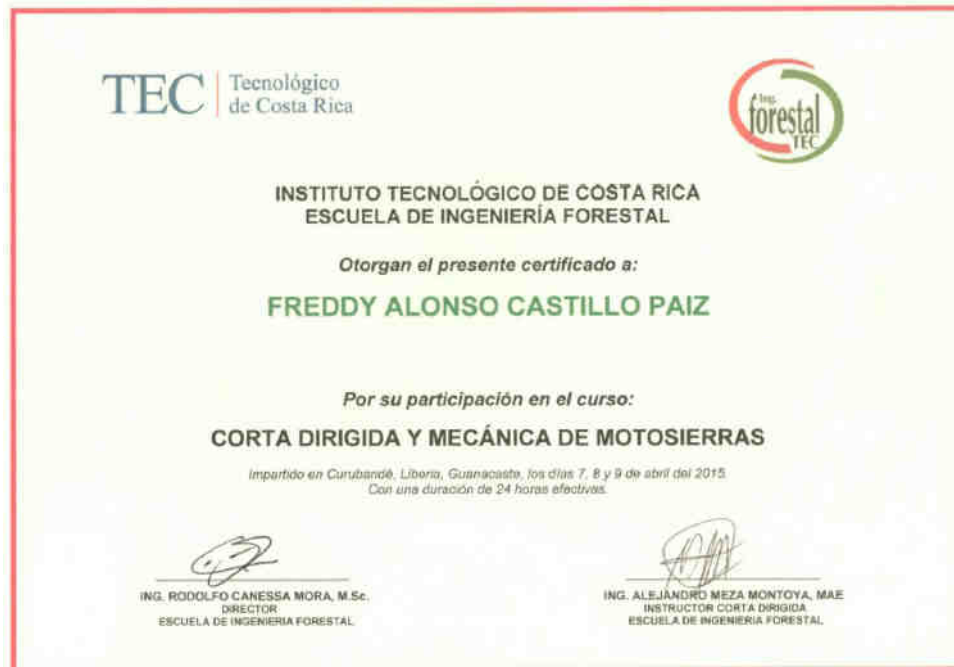 TEC
Tecnológico
de Costa Rica
Ing.
forestal
TEC
INSTITUTO TECNOLÓGICO DE COSTA RICA
ESCUELA DE INGENIERÍA FORESTAL
Otorgan el presente certificado a:
FREDDY ALONSO CASTILLO PAIZ
Por su participación en el curso:
CORTA DIRIGIDA Y MECÁNICA DE MOTOSIERRAS
Impartido en Curubandé, Liberia, Guanacaste, los días 7, 8 y 9 de abril del 2015.
Con una duración de 24 horas efectivas.
ING. RODOLFO CANESSA MORA, M.Sc.
DIRECTOR
ESCUELA DE INGENIERIA FORESTAL
ING. ALEJANDRO MEZA MONTOYA, MAE
INSTRUCTOR CORTA DIRIGIDA
ESCUELA DE INGENIERIA FORESTAL